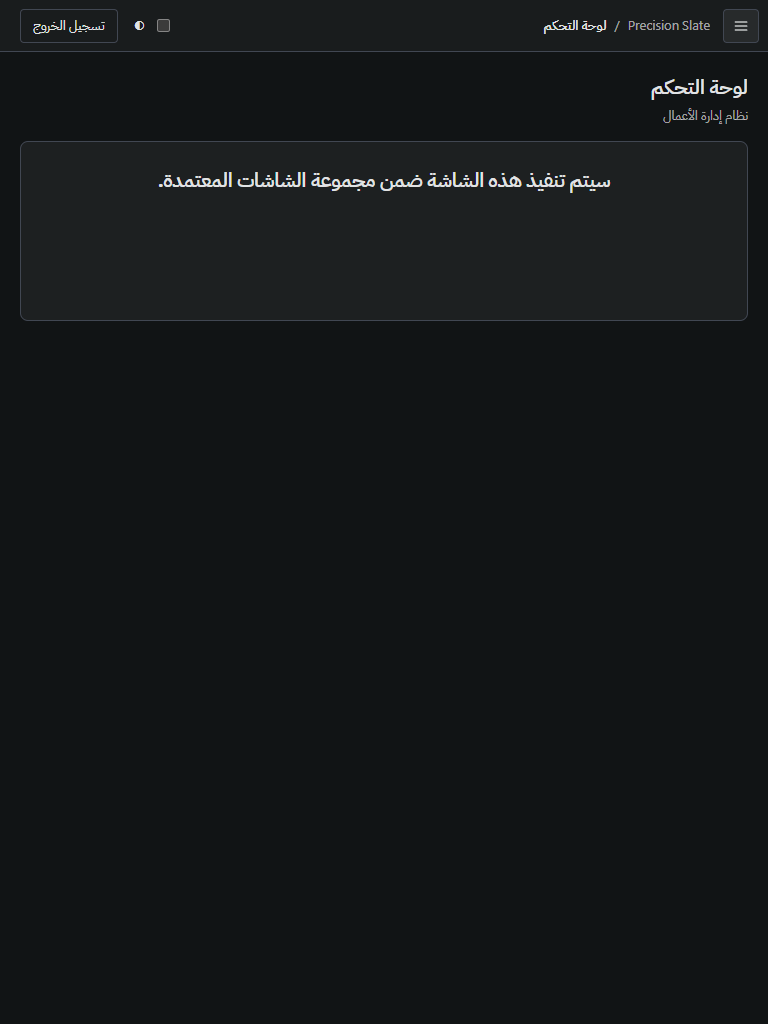 Precision Slate / لوحة التحكم
تسجيل الخروج
لوحة التحكم
نظام إدارة الأعمال
سيتم تنفيذ هذه الشاشة ضمن مجموعة الشاشات المعتمدة.